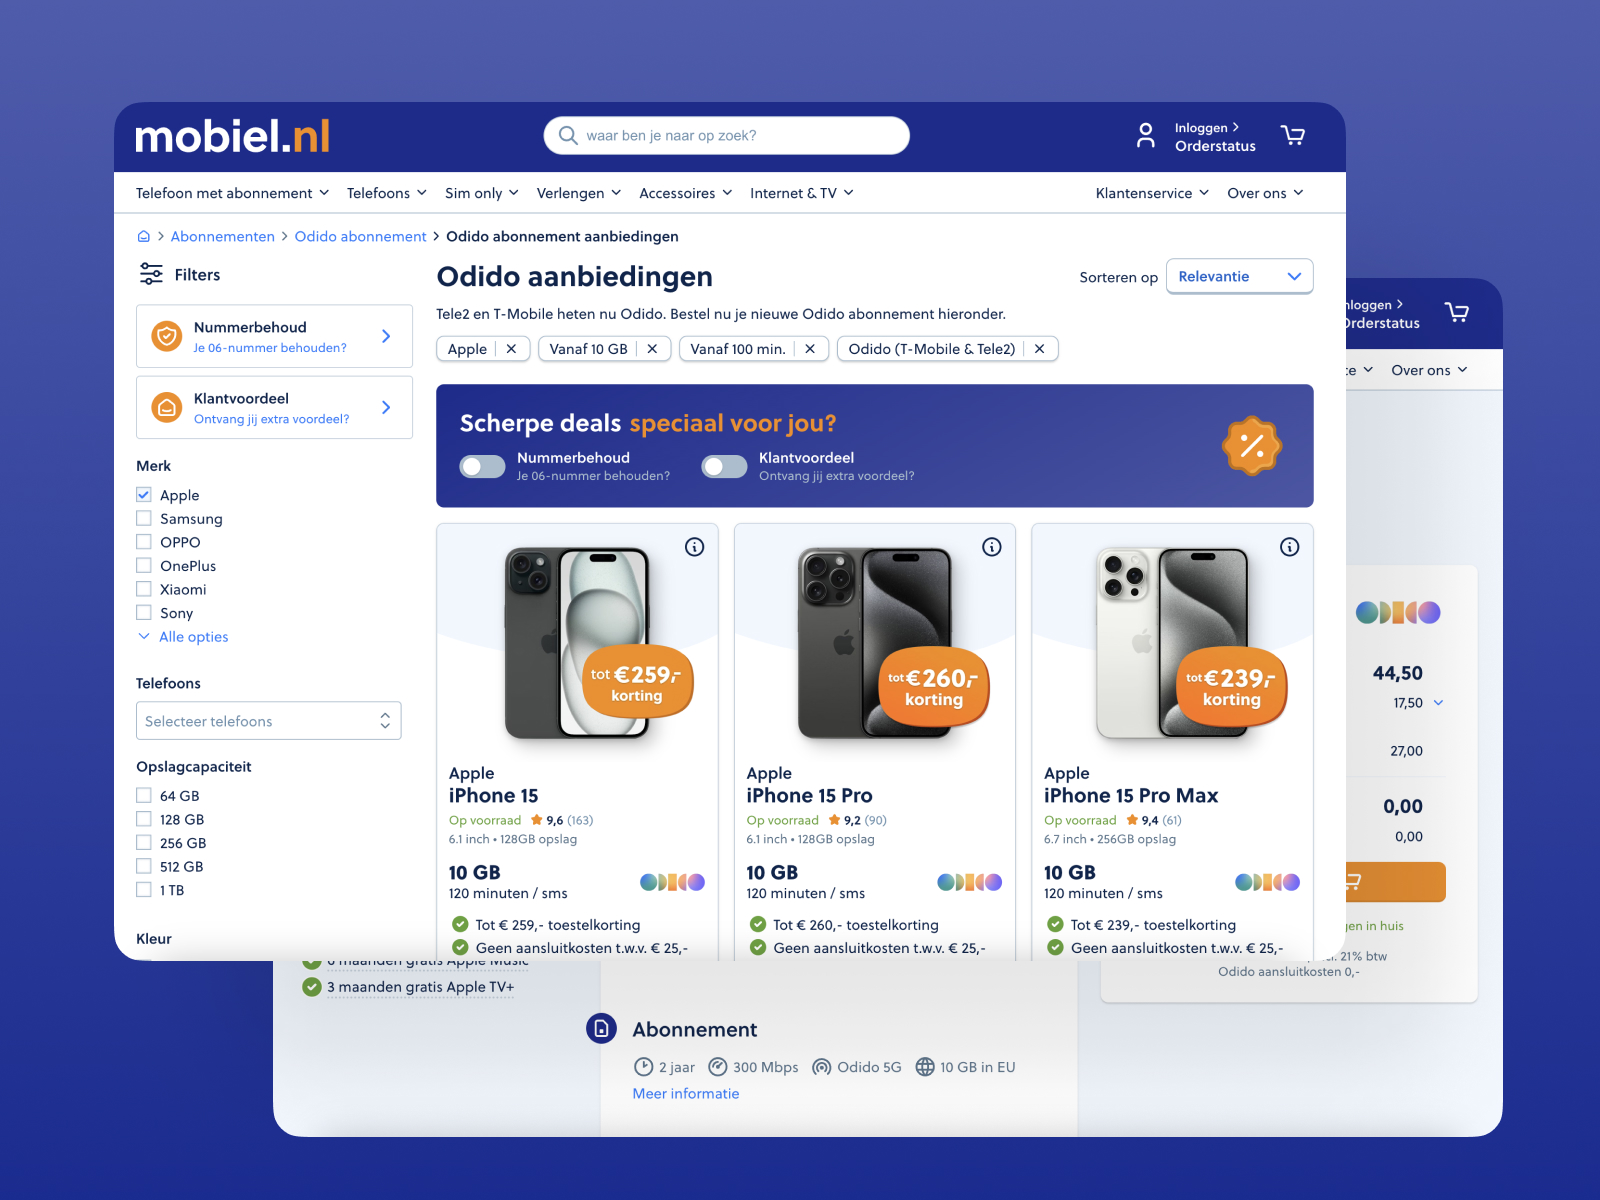 mobiel.nl
waar ben je naar op zoek?
Inloggen
Orderstatus
Telefoon met abonnement
Telefoons
Sim only
Verlengen
Accessoires
Internet & TV
Klantenservice
Over ons
Abonnementen
Odido abonnement
Odido abonnement aanbiedingen
Filters
Nummerbehoud
Je 06-nummer behouden?
Klantvoordeel
Ontvang jij extra voordeel?
Merk
Apple
Samsung
OPPO
OnePlus
Xiaomi
Sony
Alle opties
Telefoons
Selecteer telefoons
Opslagcapaciteit
64 GB
128 GB
256 GB
512 GB
1 TB
Kleur
Odido aanbiedingen
Sorteren op
Relevantie
Tele2 en T-Mobile heten nu Odido. Bestel nu je nieuwe Odido abonnement hieronder.
Apple
Vanaf 10 GB
Vanaf 100 min.
Odido (T-Mobile & Tele2)
Scherpe deals speciaal voor jou?
Nummerbehoud
Je 06-nummer behouden?
Klantvoordeel
Ontvang jij extra voordeel?
%
tot €259,-
korting
Apple
iPhone 15
Op voorraad 9,6 (163)
6.1 inch • 128GB opslag
10 GB
120 minuten / sms
Tot € 259,- toestelkorting
Geen aansluitkosten t.w.v. € 25,-
tot €260,-
korting
Apple
iPhone 15 Pro
Op voorraad 9,2 (90)
6.1 inch • 128GB opslag
10 GB
120 minuten / sms
Tot € 260,- toestelkorting
Geen aansluitkosten t.w.v. € 25,-
tot €239,-
korting
Apple
iPhone 15 Pro Max
Op voorraad 9,4 (61)
6.7 inch • 256GB opslag
10 GB
120 minuten / sms
Tot € 239,- toestelkorting
Geen aansluitkosten t.w.v. € 25,-
nloggen
Orderstatus
ce
Over ons
44,50
17,50
27,00
0,00
0,00
gen in huis
21% btw
Odido aansluitkosten 0,-
6 maanden gratis Apple Music
3 maanden gratis Apple TV+
Abonnement
2 jaar
300 Mbps
Odido 5G
10 GB in EU
Meer informatie